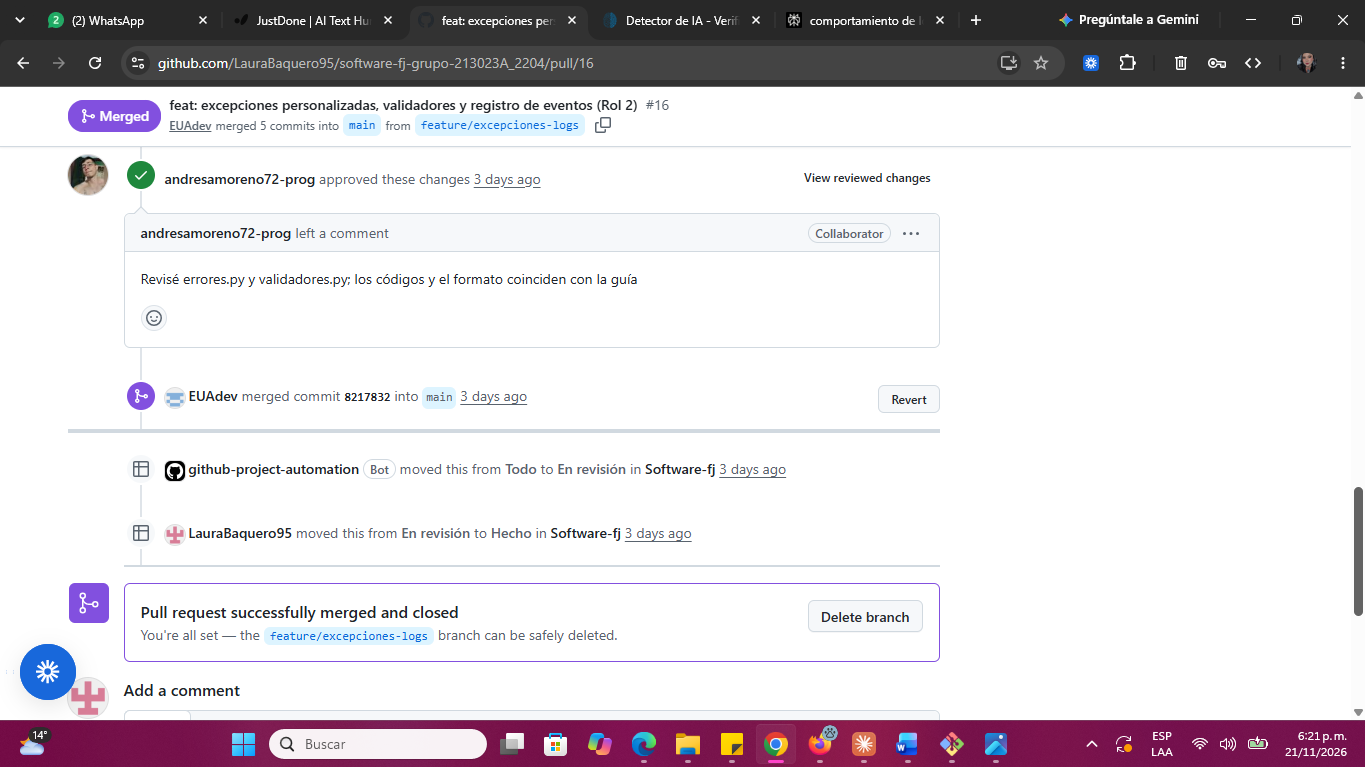 (2) WhatsApp
JustDone | AI Text Hu
feat: excepciones per
Detector de IA - Verifi
comportamiento de l
Pregúntale a Gemini
github.com/LauraBaquero95/software-fj-grupo-213023A_2204/pull/16
Merged
feat: excepciones personalizadas, validadores y registro de eventos (Rol 2) #16
EUAdev merged 5 commits into main from feature/excepciones-logs
andresamoreno72-prog approved these changes 3 days ago
View reviewed changes
andresamoreno72-prog left a comment
Collaborator
Revisé errores.py y validadores.py; los códigos y el formato coinciden con la guía
EUAdev merged commit 8217832 into main 3 days ago
Revert
github-project-automation Bot moved this from Todo to En revisión in Software-fj 3 days ago
LauraBaquero95 moved this from En revisión to Hecho in Software-fj 3 days ago
Pull request successfully merged and closed
You're all set — the feature/excepciones-logs branch can be safely deleted.
Delete branch
Add a comment
14°
Buscar
ESP
LAA
6:21 p. m.
21/11/2026